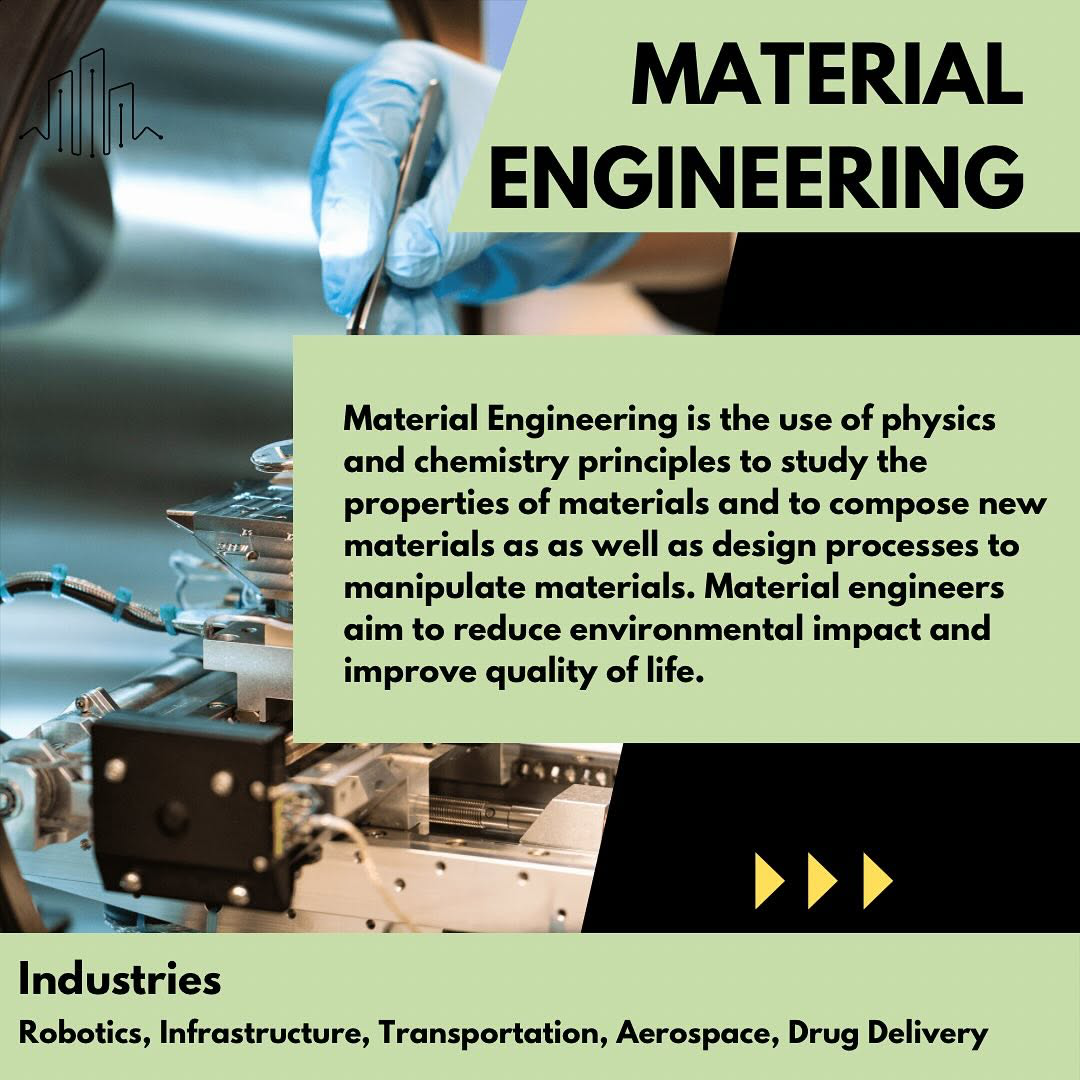 MATERIAL
ENGINEERING
Material Engineering is the use of physics
and chemistry principles to study the
properties of materials and to compose new
materials as as well as design processes to
manipulate materials. Material engineers
aim to reduce environmental impact and
improve quality of life.
Industries
Robotics, Infrastructure, Transportation, Aerospace, Drug Delivery